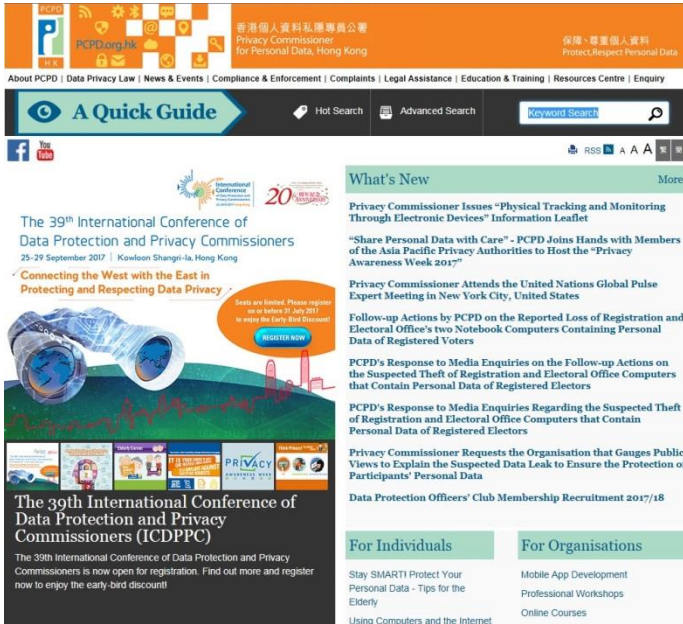 PCPD
H K
PCPD.org.hk
香港個人資料私隱專員公署
Privacy Commissioner
for Personal Data, Hong Kong
保障、尊重個人資料
Protect,Respect Personal Data
About PCPD | Data Privacy Law | News & Events | Compliance & Enforcement | Complaints | Legal Assistance | Education & Training | Resources Centre | Enquiry
A Quick Guide
Hot Search
Advanced Search
Keyword Search
f
You
Tube
RSS A A A 繁 簡
International
Conference
20
The 39th International Conference of
Data Protection and Privacy Commissioners
25-29 September 2017 | Kowloon Shangri-la, Hong Kong
Connecting the West with the East in
Protecting and Respecting Data Privacy
Seats are limited. Please register
on or before 31 July 2017
to enjoy the Early-Bird Discount!
REGISTER NOW
PRIVACY
AWARENESS WEEK
The 39th International Conference of
Data Protection and Privacy
Commissioners (ICDPPC)
The 39th International Conference of Data Protection and Privacy
Commissioners is now open for registration. Find out more and register
now to enjoy the early-bird discount!
What's New
More
Privacy Commissioner Issues “Physical Tracking and Monitoring
Through Electronic Devices” Information Leaflet
“Share Personal Data with Care” - PCPD Joins Hands with Members
of the Asia Pacific Privacy Authorities to Host the “Privacy
Awareness Week 2017”
Privacy Commissioner Attends the United Nations Global Pulse
Expert Meeting in New York City, United States
Follow-up Actions by PCPD on the Reported Loss of Registration and
Electoral Office's two Notebook Computers Containing Personal
Data of Registered Voters
PCPD's Response to Media Enquiries on the Follow-up Actions on
the Suspected Theft of Registration and Electoral Office Computers
that Contain Personal Data of Registered Electors
PCPD's Response to Media Enquiries Regarding the Suspected Theft
of Registration and Electoral Office Computers that Contain
Personal Data of Registered Electors
Privacy Commissioner Requests the Organisation that Gauges Public
Views to Explain the Suspected Data Leak to Ensure the Protection of
Participants' Personal Data
Data Protection Officers' Club Membership Recruitment 2017/18
For Individuals
Stay SMART! Protect Your
Personal Data - Tips for the
Elderly
Using Computers and the Internet
For Organisations
Mobile App Development
Professional Workshops
Online Courses